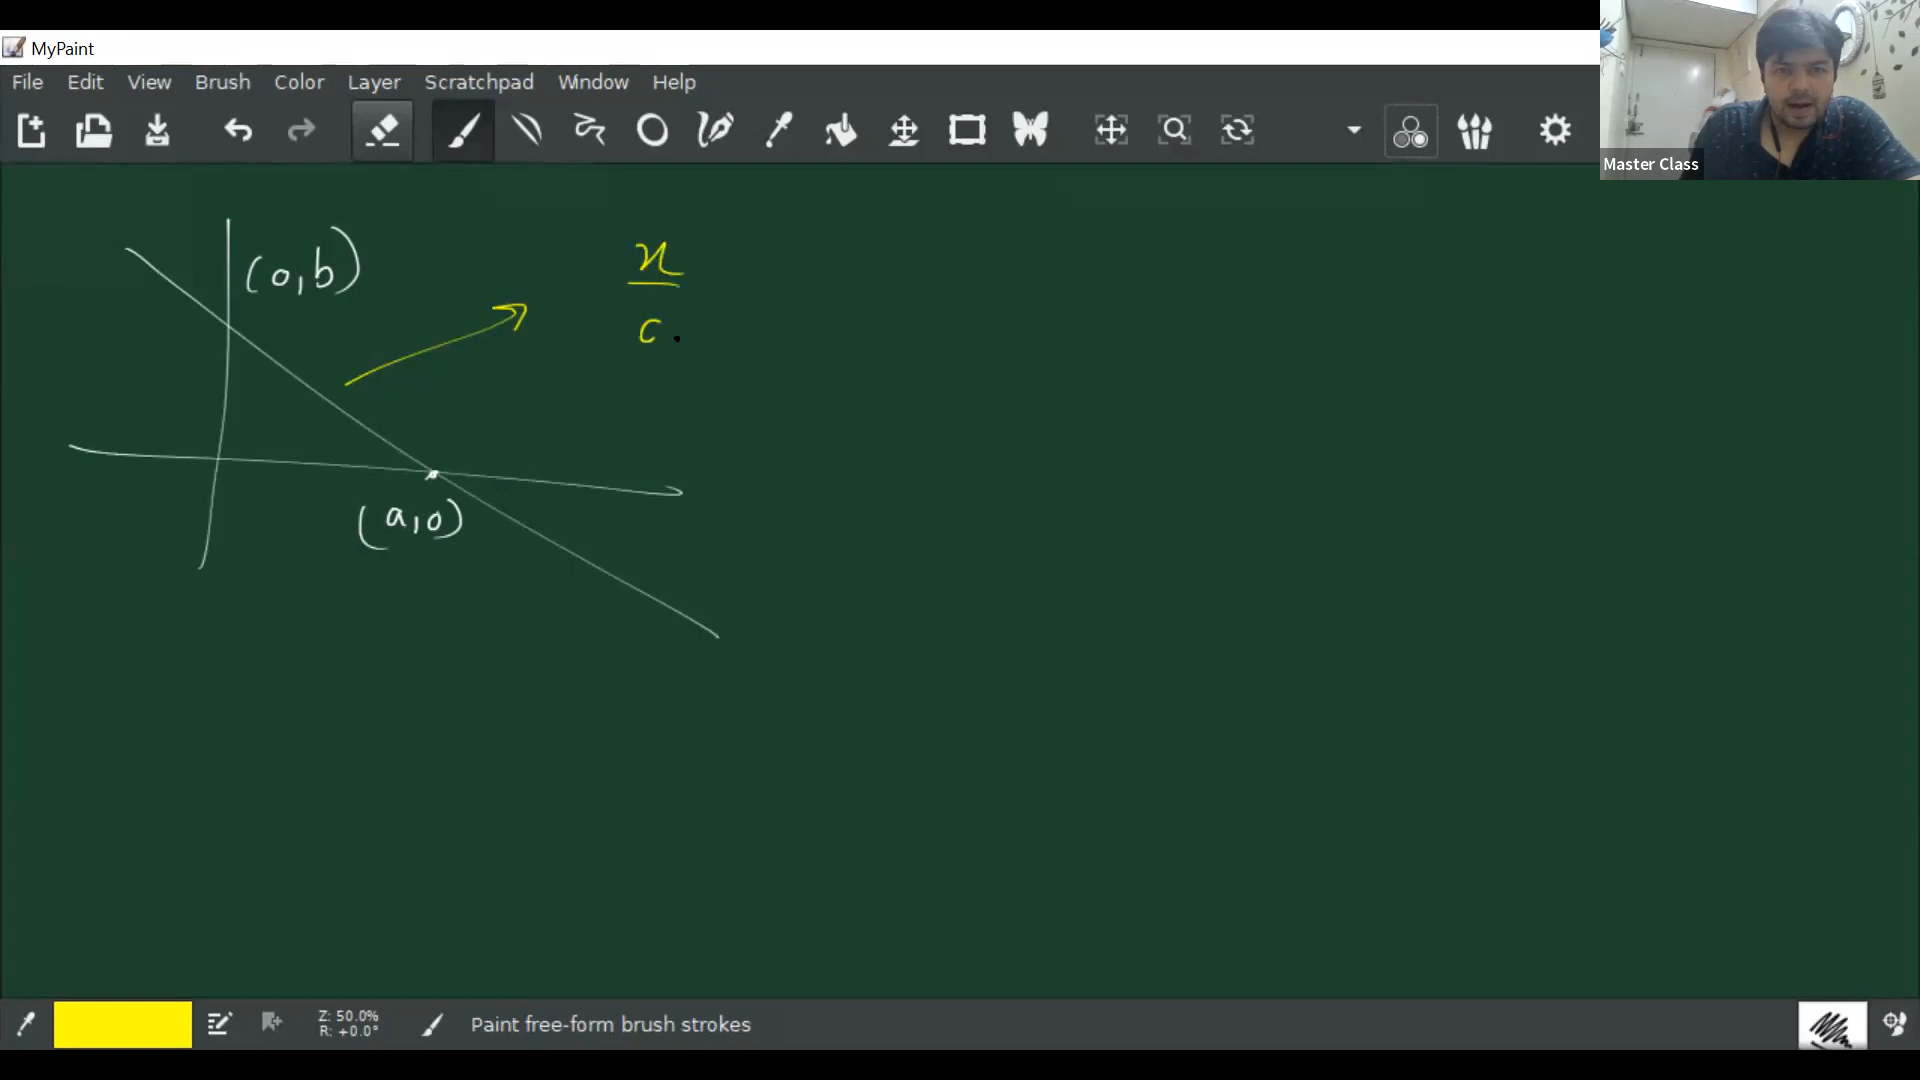 MyPaint
File Edit View Brush Color Layer Scratchpad Window Help
Master Class
(0,b)
x
c
(a,0)
Z: 50.0%
R: +0.0°
Paint free-form brush strokes